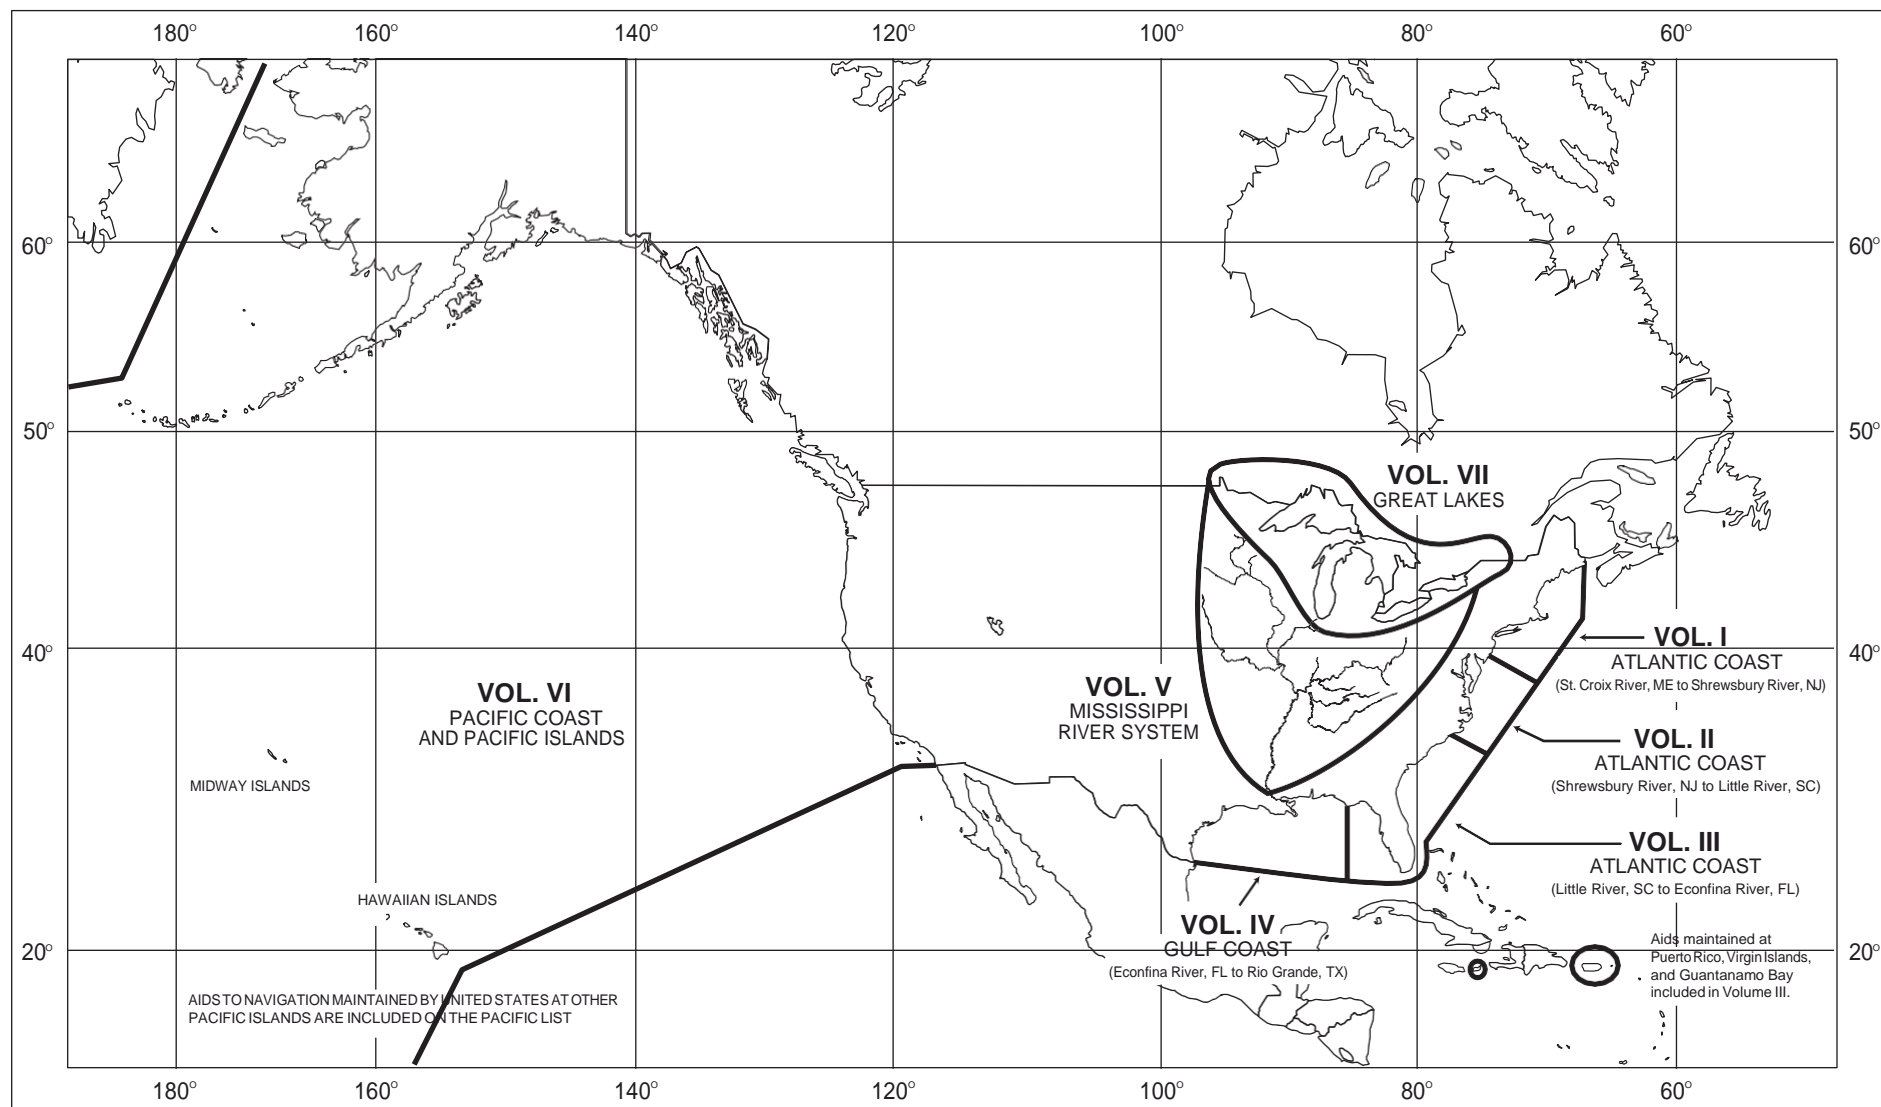 180° 160° 140° 120° 100° 80° 60°
60° 60°
50° 50°
VOL. VII
GREAT LAKES
40° 40°
VOL. I
ATLANTIC COAST
(St. Croix River, ME to Shrewsbury River, NJ)
VOL. VI
PACIFIC COAST
AND PACIFIC ISLANDS
VOL. V
MISSISSIPPI
RIVER SYSTEM
VOL. II
ATLANTIC COAST
(Shrewsbury River, NJ to Little River, SC)
MIDWAY ISLANDS
VOL. III
ATLANTIC COAST
(Little River, SC to Econfina River, FL)
HAWAIIAN ISLANDS
VOL. IV
GULF COAST
(Econfina River, FL to Rio Grande, TX)
20° 20°
Aids maintained at
Puerto Rico, Virgin Islands,
and Guantanamo Bay
included in Volume III.
AIDS TO NAVIGATION MAINTAINED BY UNITED STATES AT OTHER
PACIFIC ISLANDS ARE INCLUDED ON THE PACIFIC LIST
180° 160° 140° 120° 100° 80° 60°